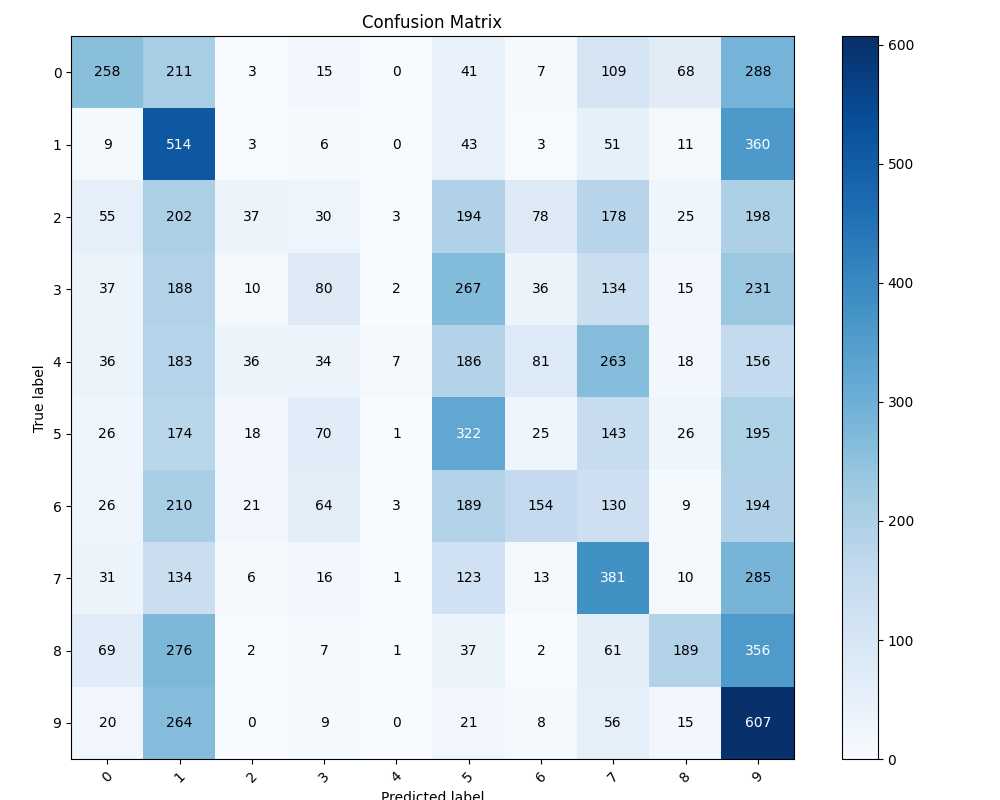 Confusion Matrix
0 258 211 3 15 0 41 7 109 68 288
1 9 514 3 6 0 43 3 51 11 360
2 55 202 37 30 3 194 78 178 25 198
3 37 188 10 80 2 267 36 134 15 231
4 36 183 36 34 7 186 81 263 18 156
5 26 174 18 70 1 322 25 143 26 195
6 26 210 21 64 3 189 154 130 9 194
7 31 134 6 16 1 123 13 381 10 285
8 69 276 2 7 1 37 2 61 189 356
9 20 264 0 9 0 21 8 56 15 607
0 1 2 3 4 5 6 7 8 9
True label
Predicted label
600
500
400
300
200
100
0